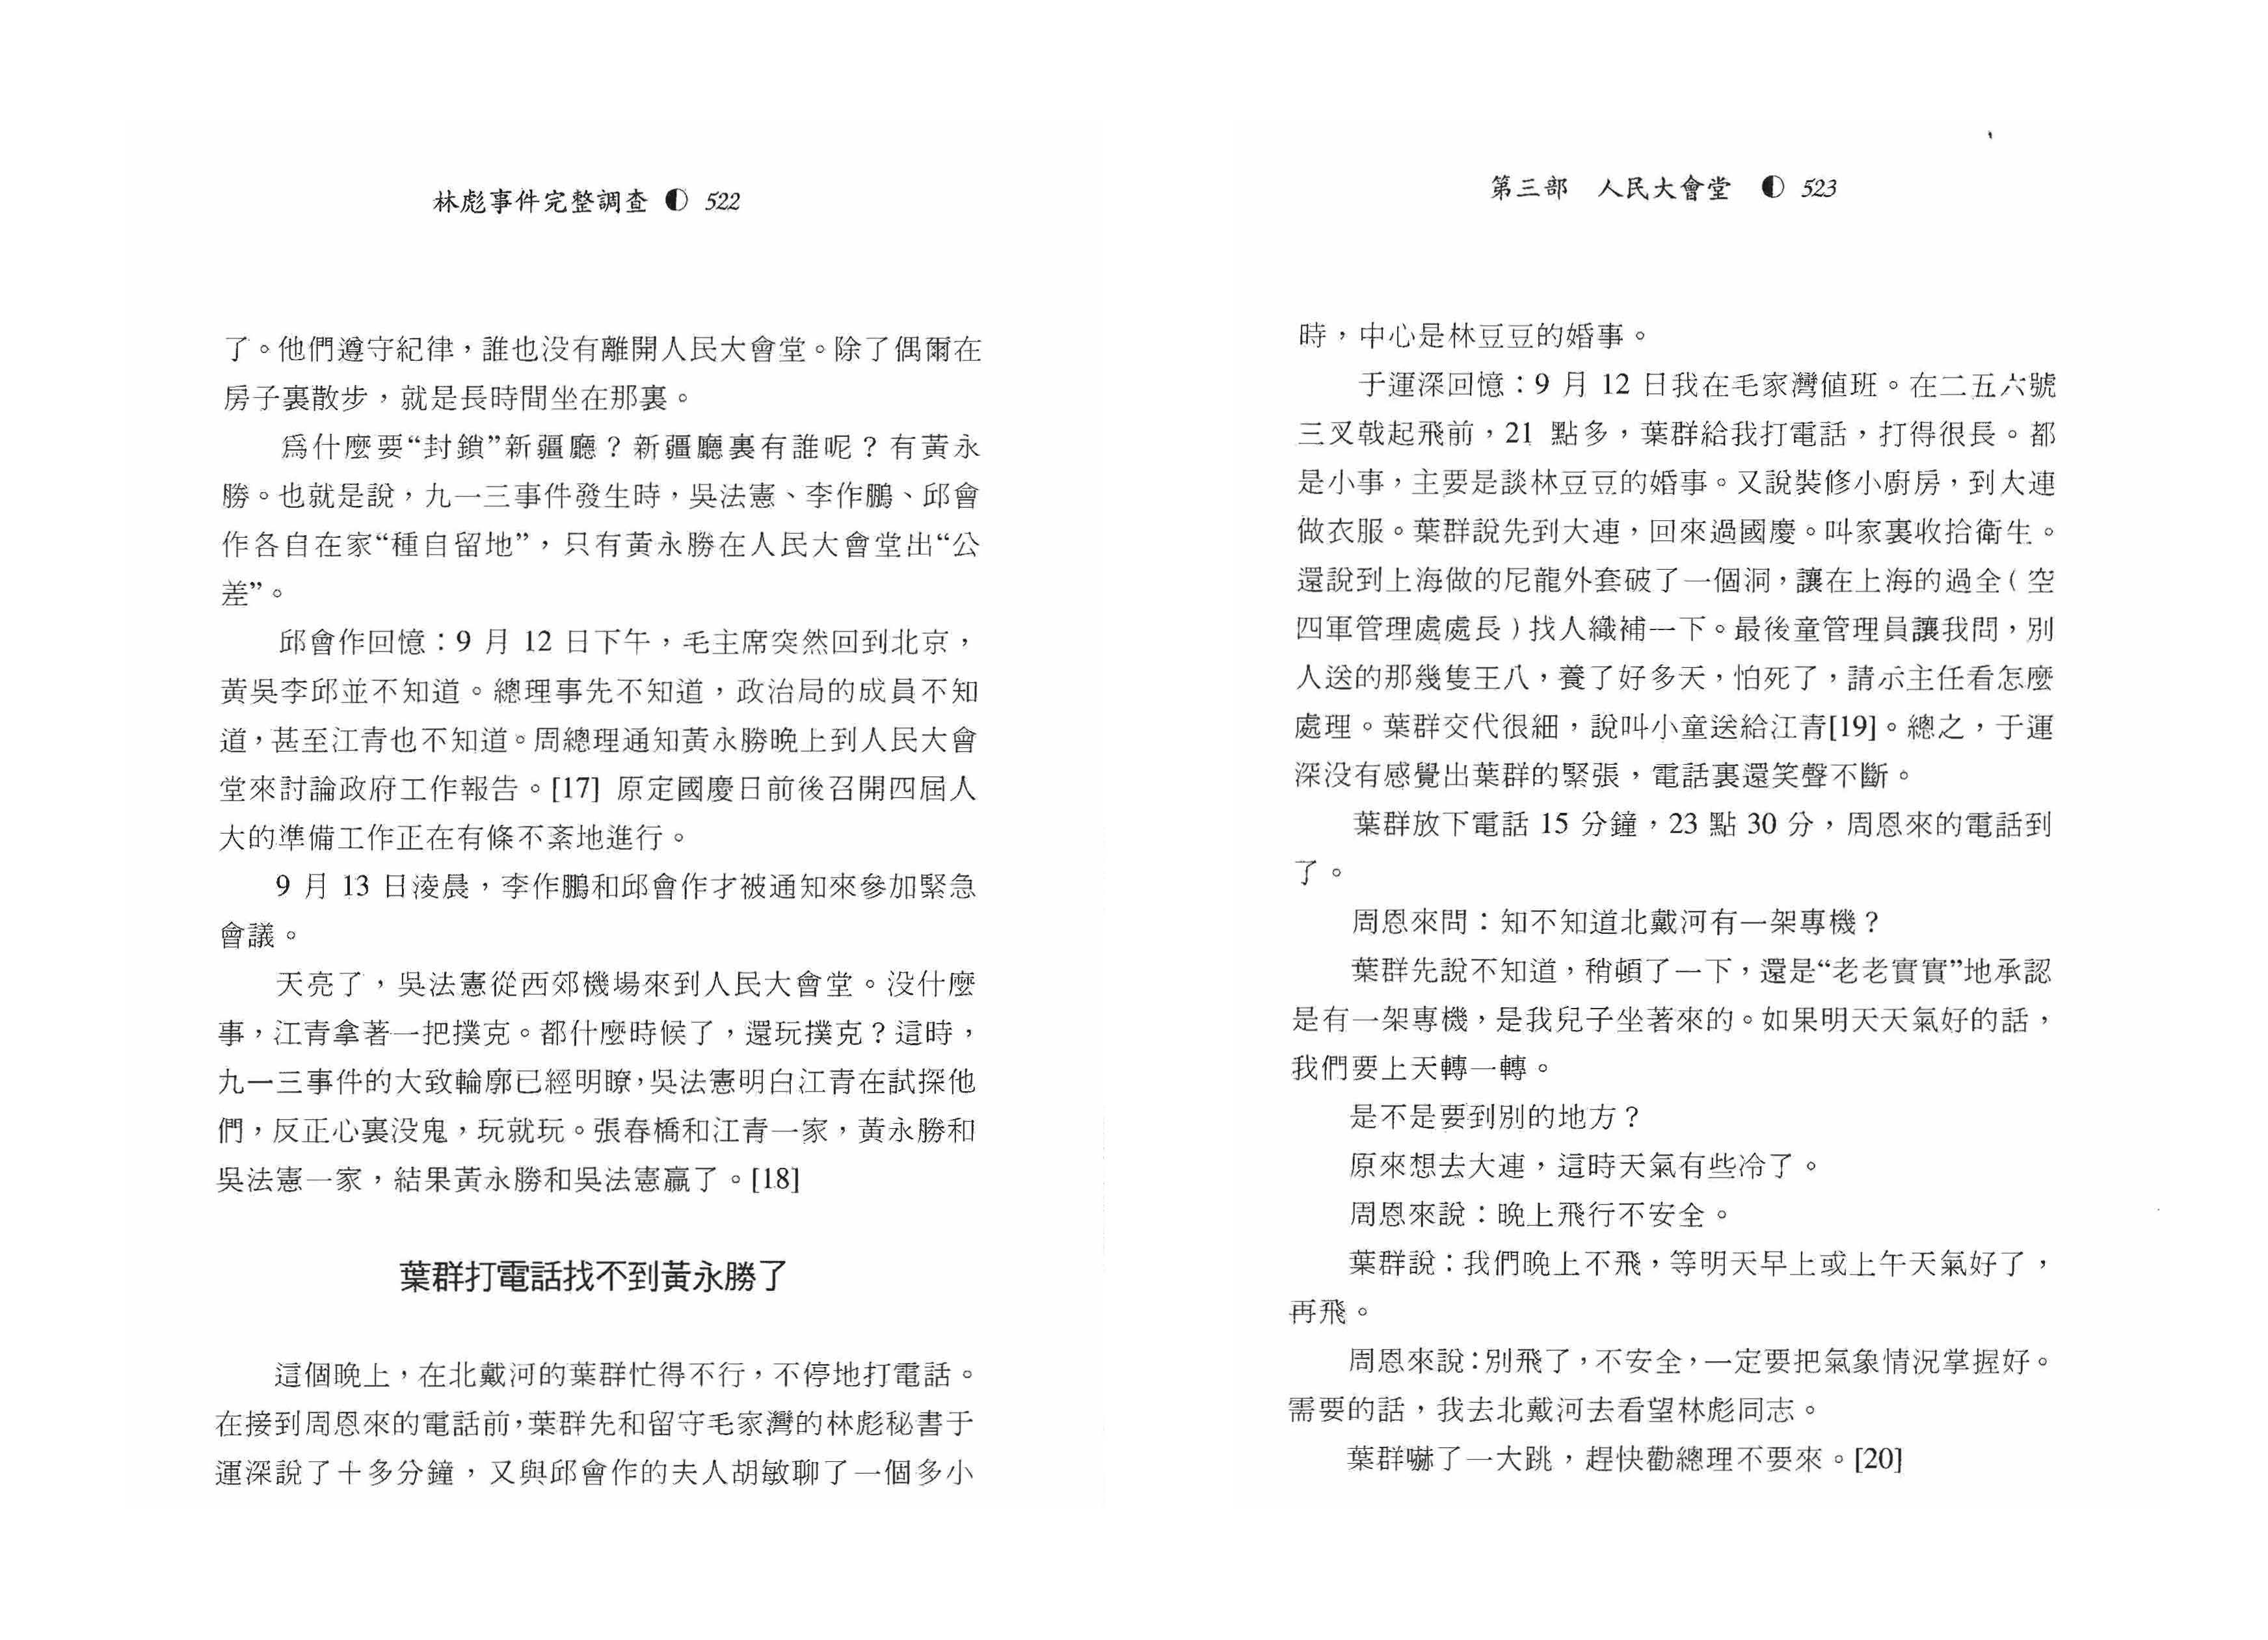 林彪事件完整調查 ◐ 522
了。他們遵守紀律，誰也没有離開人民大會堂。除了偶爾在
房子裏散步，就是長時間坐在那裏。
爲什麼要“封鎖”新疆廳？新疆廳裏有誰呢？有黃永
勝。也就是説，九一三事件發生時，吳法憲、李作鵬、邱會
作各自在家“種自留地”，只有黃永勝在人民大會堂出“公
差”。
邱會作回憶：9 月 12 日下午，毛主席突然回到北京，
黃吳李邱並不知道。總理事先不知道，政治局的成員不知
道，甚至江青也不知道。周總理通知黃永勝晚上到人民大會
堂來討論政府工作報告。[17] 原定國慶日前後召開四屆人
大的準備工作正在有條不紊地進行。
9 月 13 日淩晨，李作鵬和邱會作才被通知來參加緊急
會議。
天亮了，吳法憲從西郊機場來到人民大會堂。没什麼
事，江青拿著一把撲克。都什麼時候了，還玩撲克？這時，
九一三事件的大致輪廓已經明瞭，吳法憲明白江青在試探他
們，反正心裏没鬼，玩就玩。張春橋和江青一家，黃永勝和
吳法憲一家，結果黃永勝和吳法憲贏了。[18]
葉群打電話找不到黃永勝了
這個晚上，在北戴河的葉群忙得不行，不停地打電話。
在接到周恩來的電話前，葉群先和留守毛家灣的林彪秘書于
運深説了十多分鐘，又與邱會作的夫人胡敏聊了一個多小
第三部　人民大會堂 ◐ 523
時，中心是林豆豆的婚事。
于運深回憶：9 月 12 日我在毛家灣值班。在二五六號
三叉戟起飛前，21 點多，葉群給我打電話，打得很長。都
是小事，主要是談林豆豆的婚事。又說裝修小廚房，到大連
做衣服。葉群說先到大連，回來過國慶。叫家裏收拾衛生。
還說到上海做的尼龍外套破了一個洞，讓在上海的過全（空
四軍管理處處長）找人織補一下。最後童管理員讓我問，別
人送的那幾隻王八，養了好多天，怕死了，請示主任看怎麼
處理。葉群交代很細，說叫小童送給江青[19]。總之，于運
深没有感覺出葉群的緊張，電話裏還笑聲不斷。
葉群放下電話 15 分鐘，23 點 30 分，周恩來的電話到
了。
周恩來問：知不知道北戴河有一架專機？
葉群先說不知道，稍頓了一下，還是“老老實實”地承認
是有一架專機，是我兒子坐著來的。如果明天天氣好的話，
我們要上天轉一轉。
是不是要到別的地方？
原來想去大連，這時天氣有些冷了。
周恩來說：晚上飛行不安全。
葉群說：我們晚上不飛，等明天早上或上午天氣好了，
再飛。
周恩來說：別飛了，不安全，一定要把氣象情況掌握好。
需要的話，我去北戴河去看望林彪同志。
葉群嚇了一大跳，趕快勸總理不要來。[20]